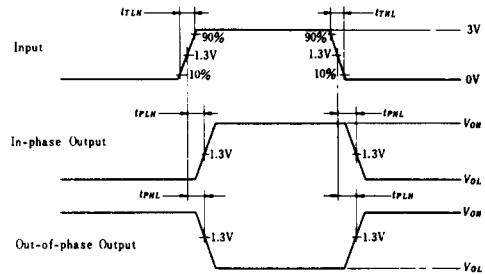 tTLH tTHL
90% 90% 3V
Input 1.3V 1.3V
10% 10% 0V
tPLH tPHL
VOH
In-phase Output 1.3V 1.3V
VOL
tPHL tPLH
VOH
Out-of-phase Output 1.3V 1.3V
VOL